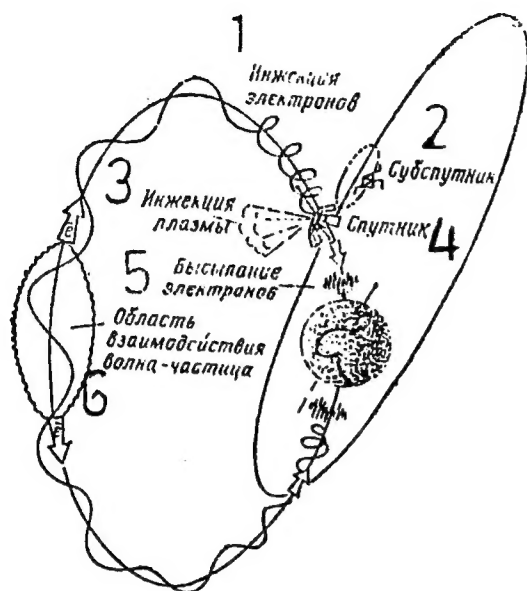 1
Инжекция
электронов
2
Субспутник
3
Инжекция
плазмы
Спутник
4
5
Высыпание
электронов
Область
взаимодействия
волна-частица
6